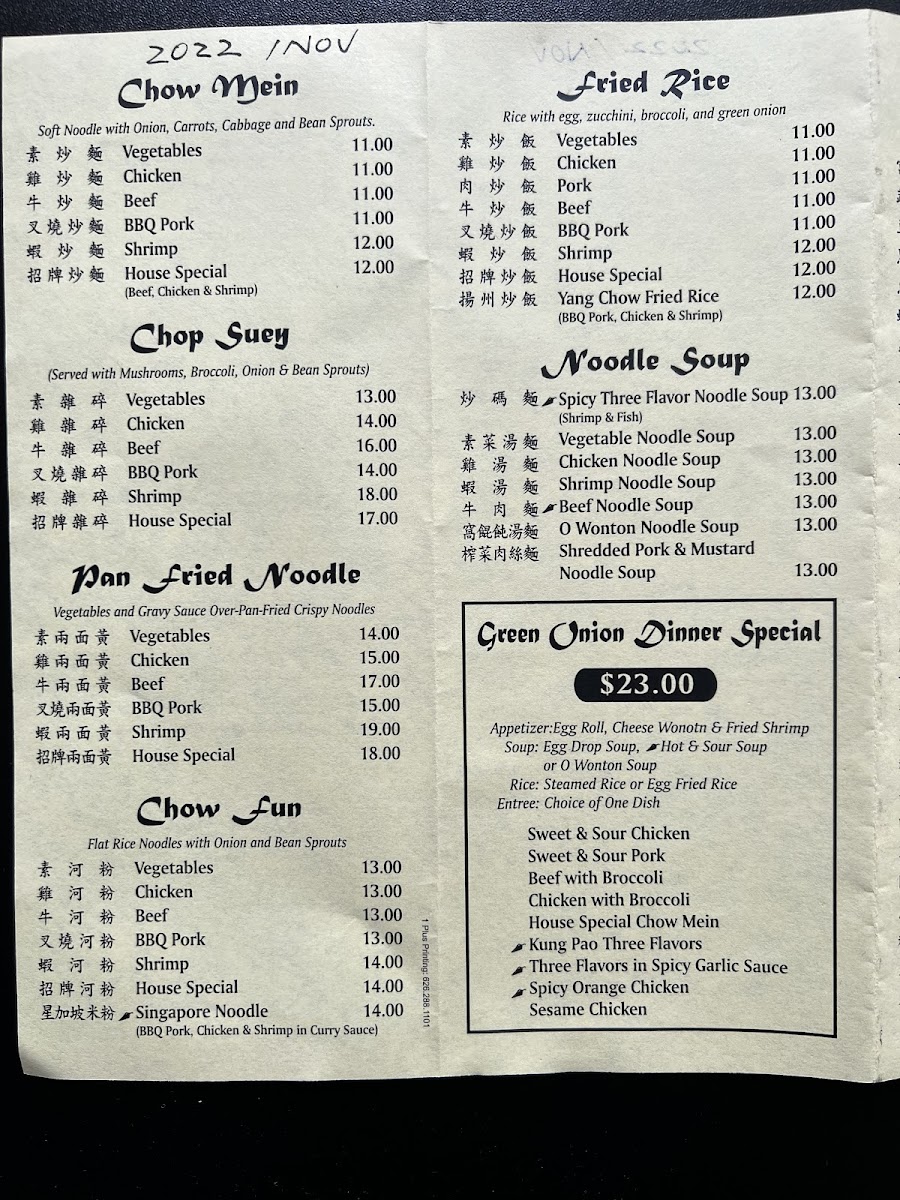 2022 /NOV
Chow Mein
Soft Noodle with Onion, Carrots, Cabbage and Bean Sprouts.
素炒麵 Vegetables 11.00
雞炒麵 Chicken 11.00
牛炒麵 Beef 11.00
叉燒炒麵 BBQ Pork 11.00
蝦炒麵 Shrimp 12.00
招牌炒麵 House Special 12.00
(Beef, Chicken & Shrimp)
Chop Suey
(Served with Mushrooms, Broccoli, Onion & Bean Sprouts)
素雜碎 Vegetables 13.00
雞雜碎 Chicken 14.00
牛雜碎 Beef 16.00
叉燒雜碎 BBQ Pork 14.00
蝦雜碎 Shrimp 18.00
招牌雜碎 House Special 17.00
Pan Fried Noodle
Vegetables and Gravy Sauce Over-Pan-Fried Crispy Noodles
素兩面黃 Vegetables 14.00
雞兩面黃 Chicken 15.00
牛兩面黃 Beef 17.00
叉燒兩面黃 BBQ Pork 15.00
蝦兩面黃 Shrimp 19.00
招牌兩面黃 House Special 18.00
Chow Fun
Flat Rice Noodles with Onion and Bean Sprouts
素河粉 Vegetables 13.00
雞河粉 Chicken 13.00
牛河粉 Beef 13.00
叉燒河粉 BBQ Pork 13.00
蝦河粉 Shrimp 14.00
招牌河粉 House Special 14.00
星加坡米粉 Singapore Noodle 14.00
(BBQ Pork, Chicken & Shrimp in Curry Sauce)
1 Plus Printing: 626.288.1101
Fried Rice
Rice with egg, zucchini, broccoli, and green onion
素炒飯 Vegetables 11.00
雞炒飯 Chicken 11.00
肉炒飯 Pork 11.00
牛炒飯 Beef 11.00
叉燒炒飯 BBQ Pork 11.00
蝦炒飯 Shrimp 12.00
招牌炒飯 House Special 12.00
揚州炒飯 Yang Chow Fried Rice 12.00
(BBQ Pork, Chicken & Shrimp)
Noodle Soup
炒碼麵 Spicy Three Flavor Noodle Soup 13.00
(Shrimp & Fish)
素菜湯麵 Vegetable Noodle Soup 13.00
雞湯麵 Chicken Noodle Soup 13.00
蝦湯麵 Shrimp Noodle Soup 13.00
牛肉麵 Beef Noodle Soup 13.00
窩餛飩湯麵 O Wonton Noodle Soup 13.00
榨菜肉絲麵 Shredded Pork & Mustard
Noodle Soup 13.00
Green Onion Dinner Special
$23.00
Appetizer:Egg Roll, Cheese Wonotn & Fried Shrimp
Soup: Egg Drop Soup, Hot & Sour Soup
or O Wonton Soup
Rice: Steamed Rice or Egg Fried Rice
Entree: Choice of One Dish
Sweet & Sour Chicken
Sweet & Sour Pork
Beef with Broccoli
Chicken with Broccoli
House Special Chow Mein
Kung Pao Three Flavors
Three Flavors in Spicy Garlic Sauce
Spicy Orange Chicken
Sesame Chicken